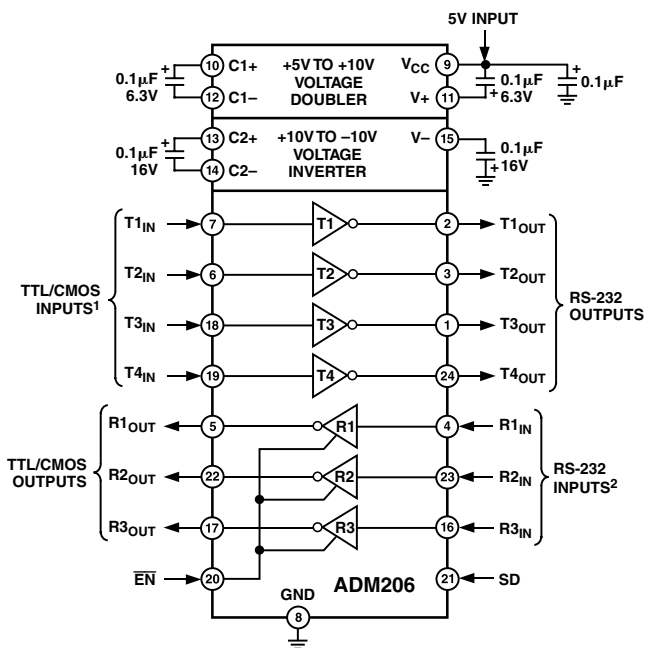 5V INPUT
0.1μF
6.3V
+
10
C1+
12
C1–
+5V TO +10V
VOLTAGE
DOUBLER
VCC
9
V+
11
+
0.1μF
6.3V
+
0.1μF
0.1μF
16V
+
13
C2+
14
C2–
+10V TO –10V
VOLTAGE
INVERTER
V–
15
0.1μF
+
16V
TTL/CMOS
INPUTS1
T1IN
7
T1
2
T1OUT
T2IN
6
T2
3
T2OUT
T3IN
18
T3
1
T3OUT
T4IN
19
T4
24
T4OUT
RS-232
OUTPUTS
TTL/CMOS
OUTPUTS
R1OUT
5
R1
4
R1IN
R2OUT
22
R2
23
R2IN
R3OUT
17
R3
16
R3IN
RS-232
INPUTS2
EN
20
ADM206
21
SD
GND
8